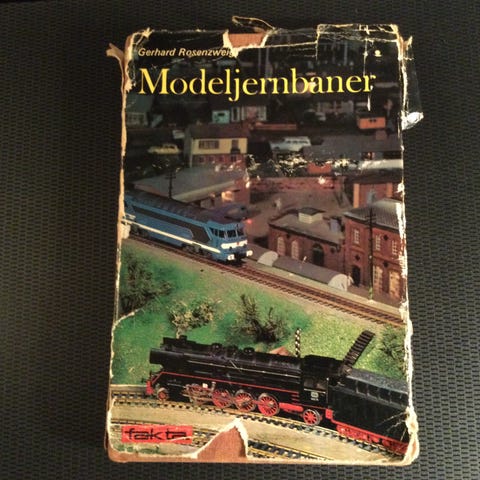 Gerhard Rosenzweig
Modeljernbaner
fakta